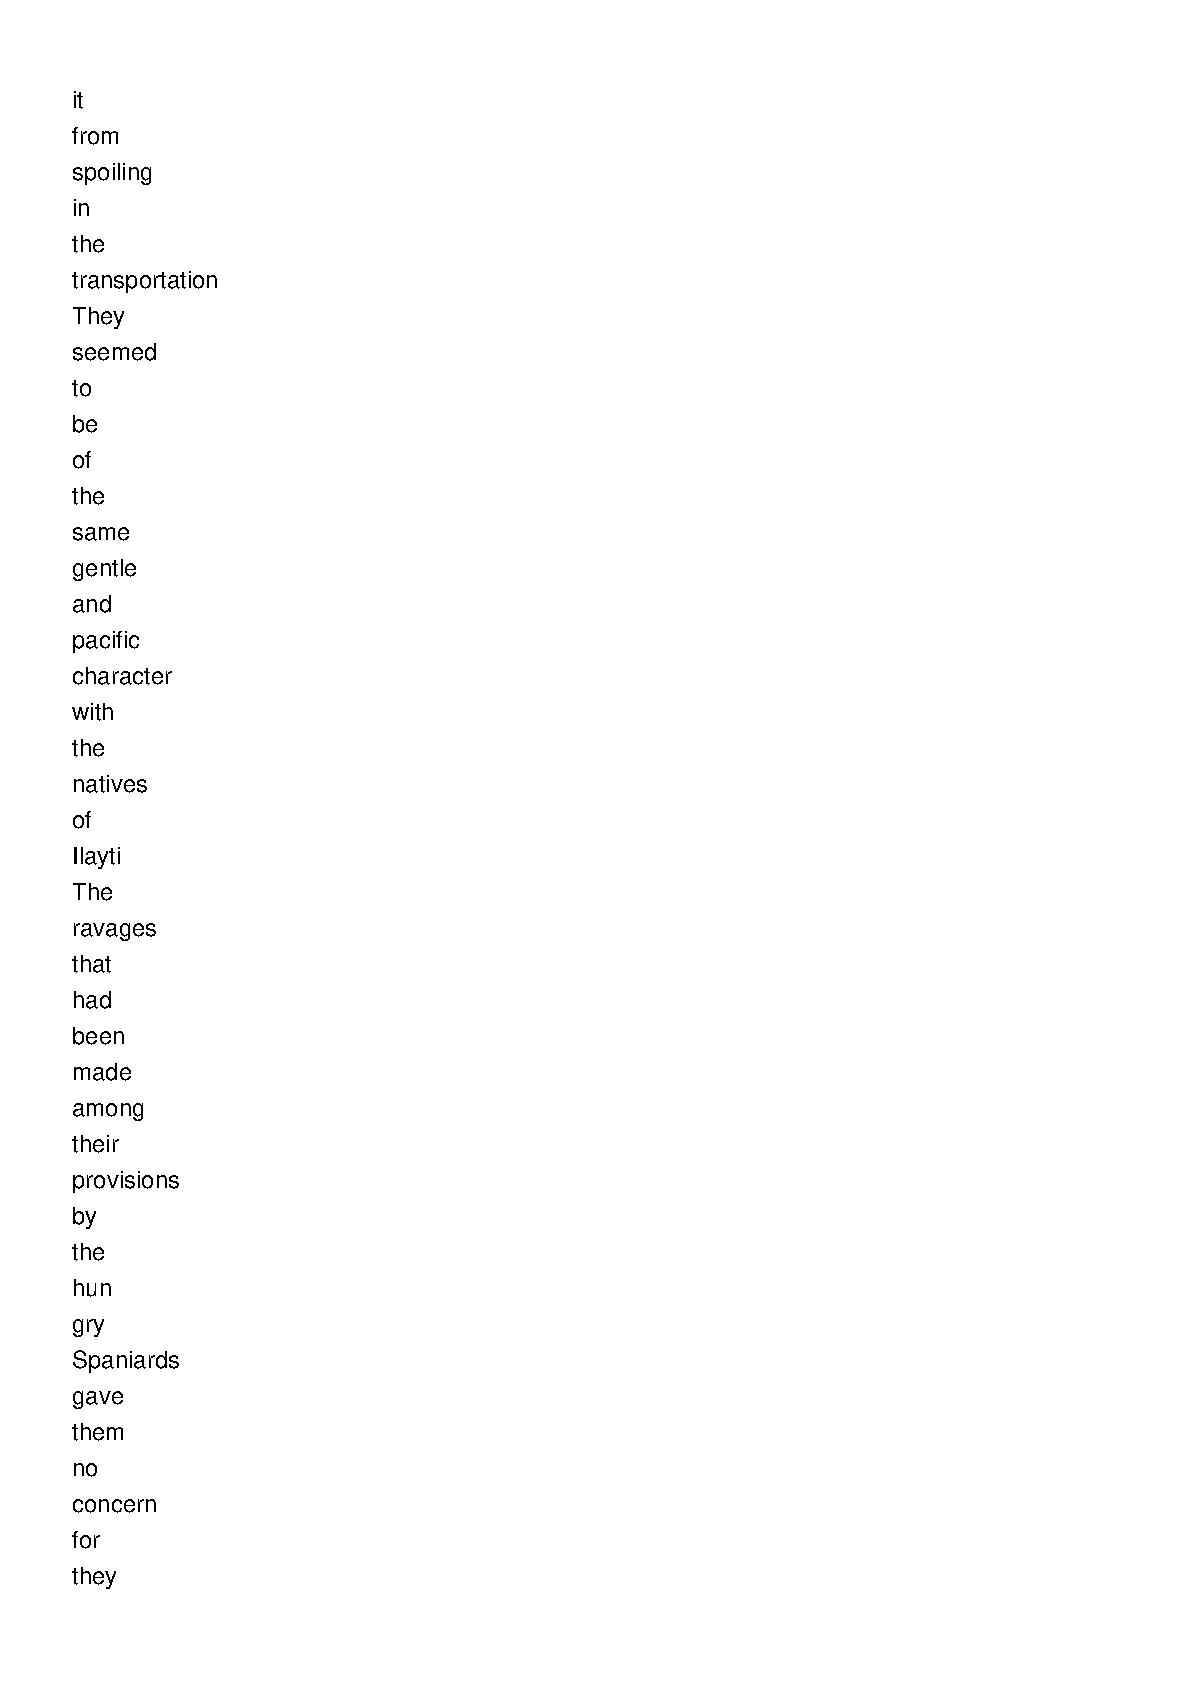 it
from
spoiling
in
the
transportation
They
seemed
to
be
of
the
same
gentle
and
pacific
character
with
the
natives
of
Ilayti
The
ravages
that
had
been
made
among
their
provisions
by
the
hun
gry
Spaniards
gave
them
no
concern
for
they